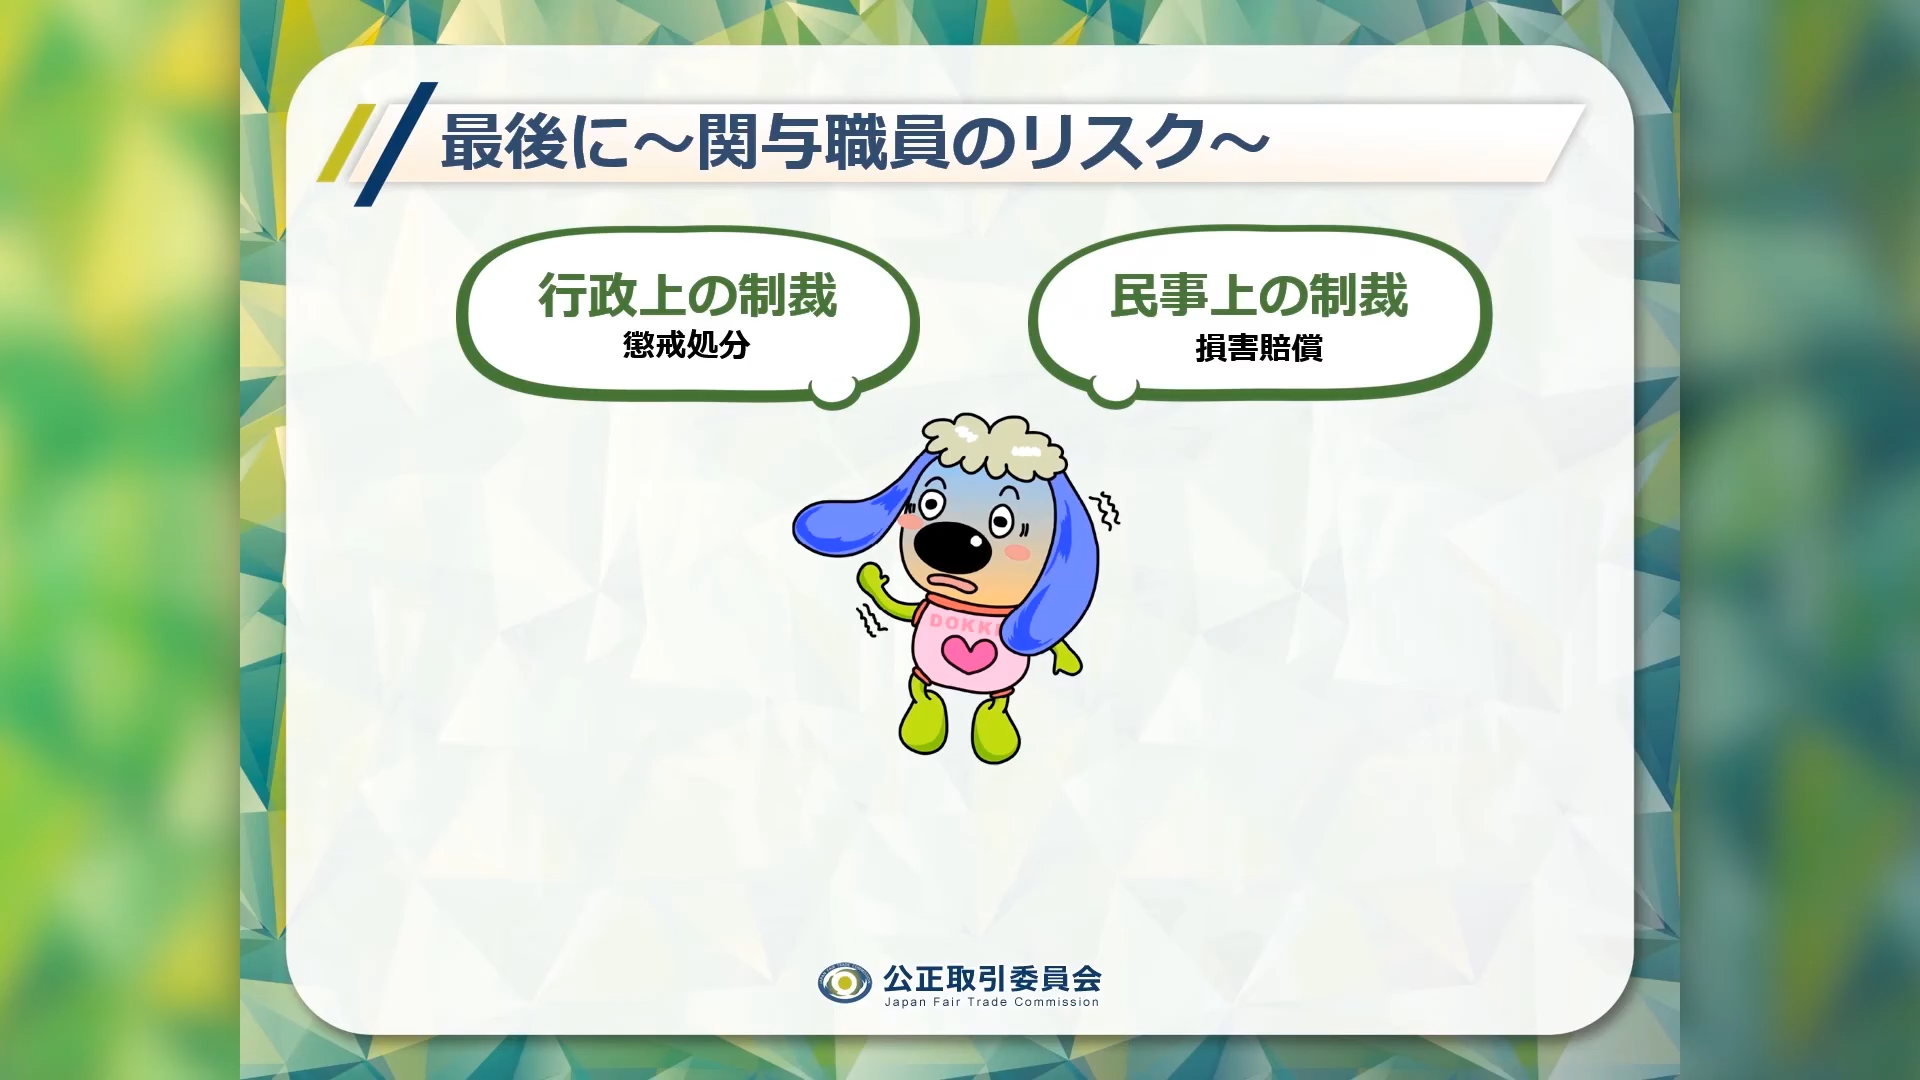 最後に～関与職員のリスク～
行政上の制裁
懲戒処分
民事上の制裁
損害賠償
DOKK
公正取引委員会
Japan Fair Trade Commission